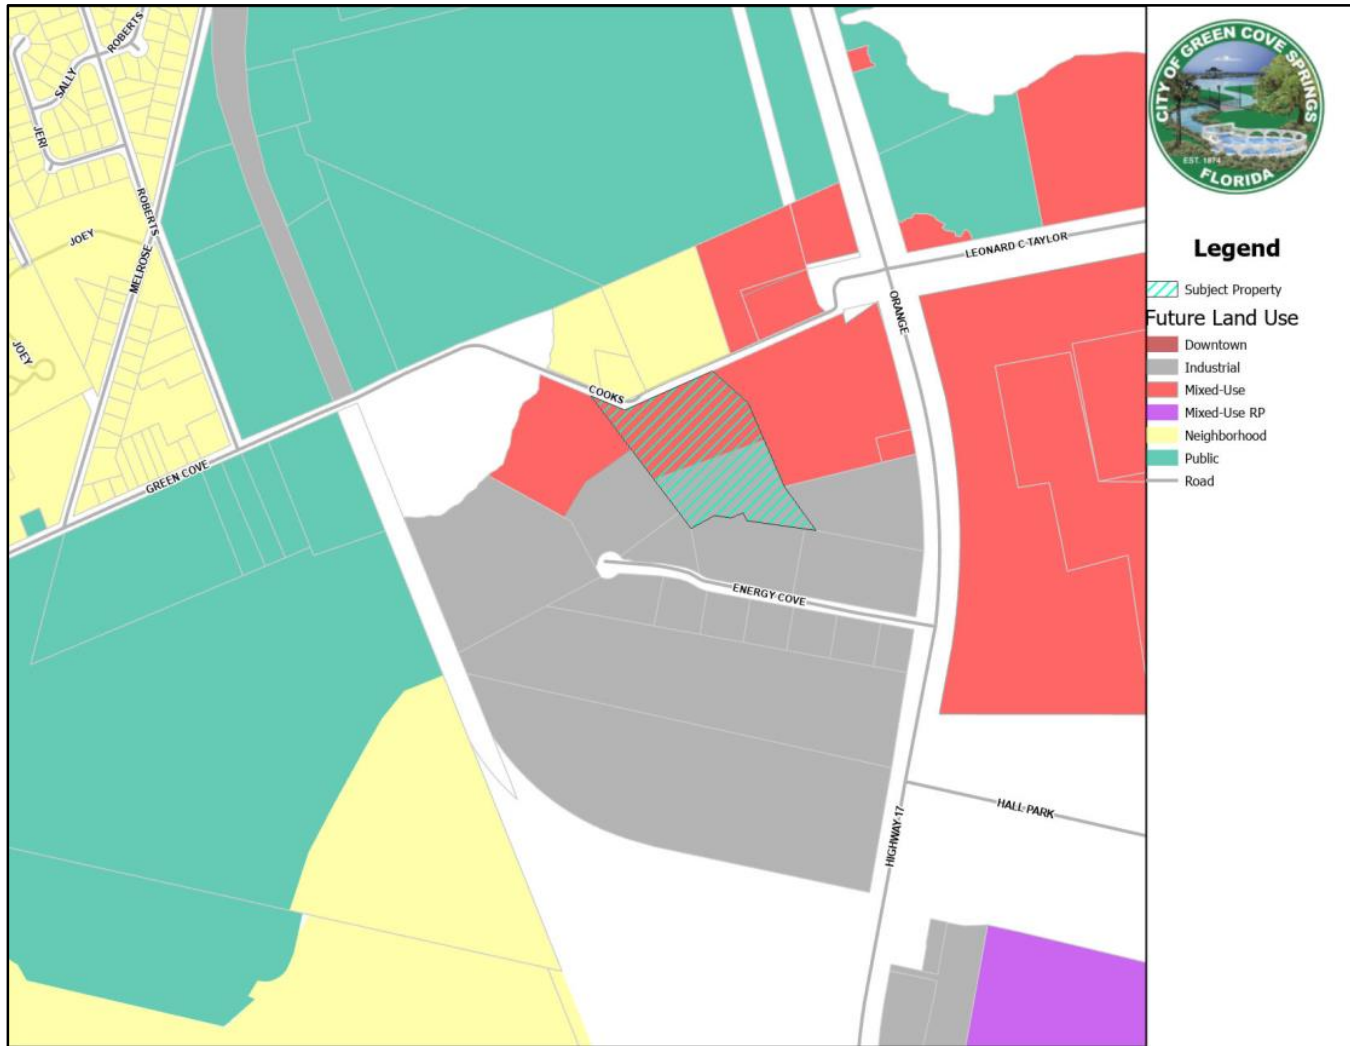 ROBERTS
SALLY
JERI
ROBERTS
JOEY
MELROSE
JOEY
GREEN COVE
COOKS
LEONARD C TAYLOR
ORANGE
ENERGY COVE
HALL PARK
HIGHWAY 17
CITY OF GREEN COVE SPRINGS
EST. 1874
FLORIDA
Legend
Subject Property
Future Land Use
Downtown
Industrial
Mixed-Use
Mixed-Use RP
Neighborhood
Public
Road